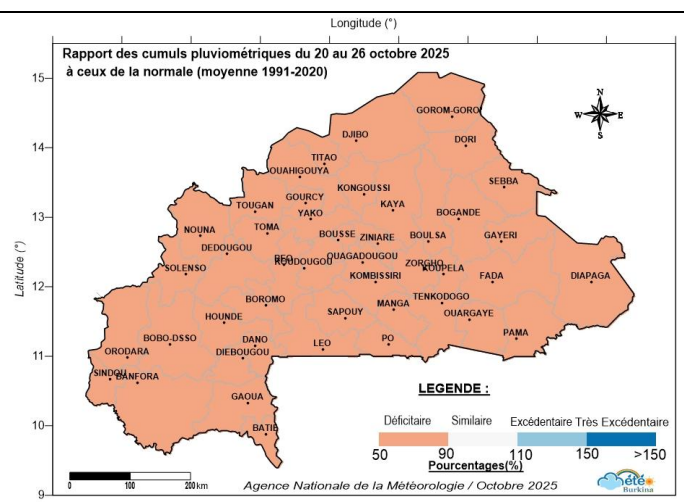 Longitude (°)
Rapport des cumuls pluviométriques du 20 au 26 octobre 2025
à ceux de la normale (moyenne 1991-2020)
15
14
13
12
11
10
9
Latitude (°)
N
W
E
S
GOROM-GORO
DJIBO
DORI
TITAO
OUAHIGOUYA
SEBBA
KONGOUSSI
GOURCY
TOUGAN
KAYA
YAKO
BOGANDE
NOUNA
TOMA
BOUSSE
ZINIARE
BOULSA
GAYERI
DEDOUGOU
REO
KOUDOUGOU
OUAGADOUGOU
ZORGHO
KOUPELA
SOLENSO
KOMBISSIRI
FADA
DIAPAGA
BOROMO
TENKODOGO
MANGA
HOUNDE
SAPOUY
OUARGAYE
BOBO-DSSO
DANO
PAMA
ORODARA
DIEBOUGOU
LEO
PO
SINDOU
BANFORA
GAOUA
BATIE
LEGENDE :
Déficitaire Similaire Excédentaire Très Excédentaire
50 90 110 150 >150
Pourcentages(%)
0 100 200 km
Agence Nationale de la Météorologie / Octobre 2025
météo
Burkina